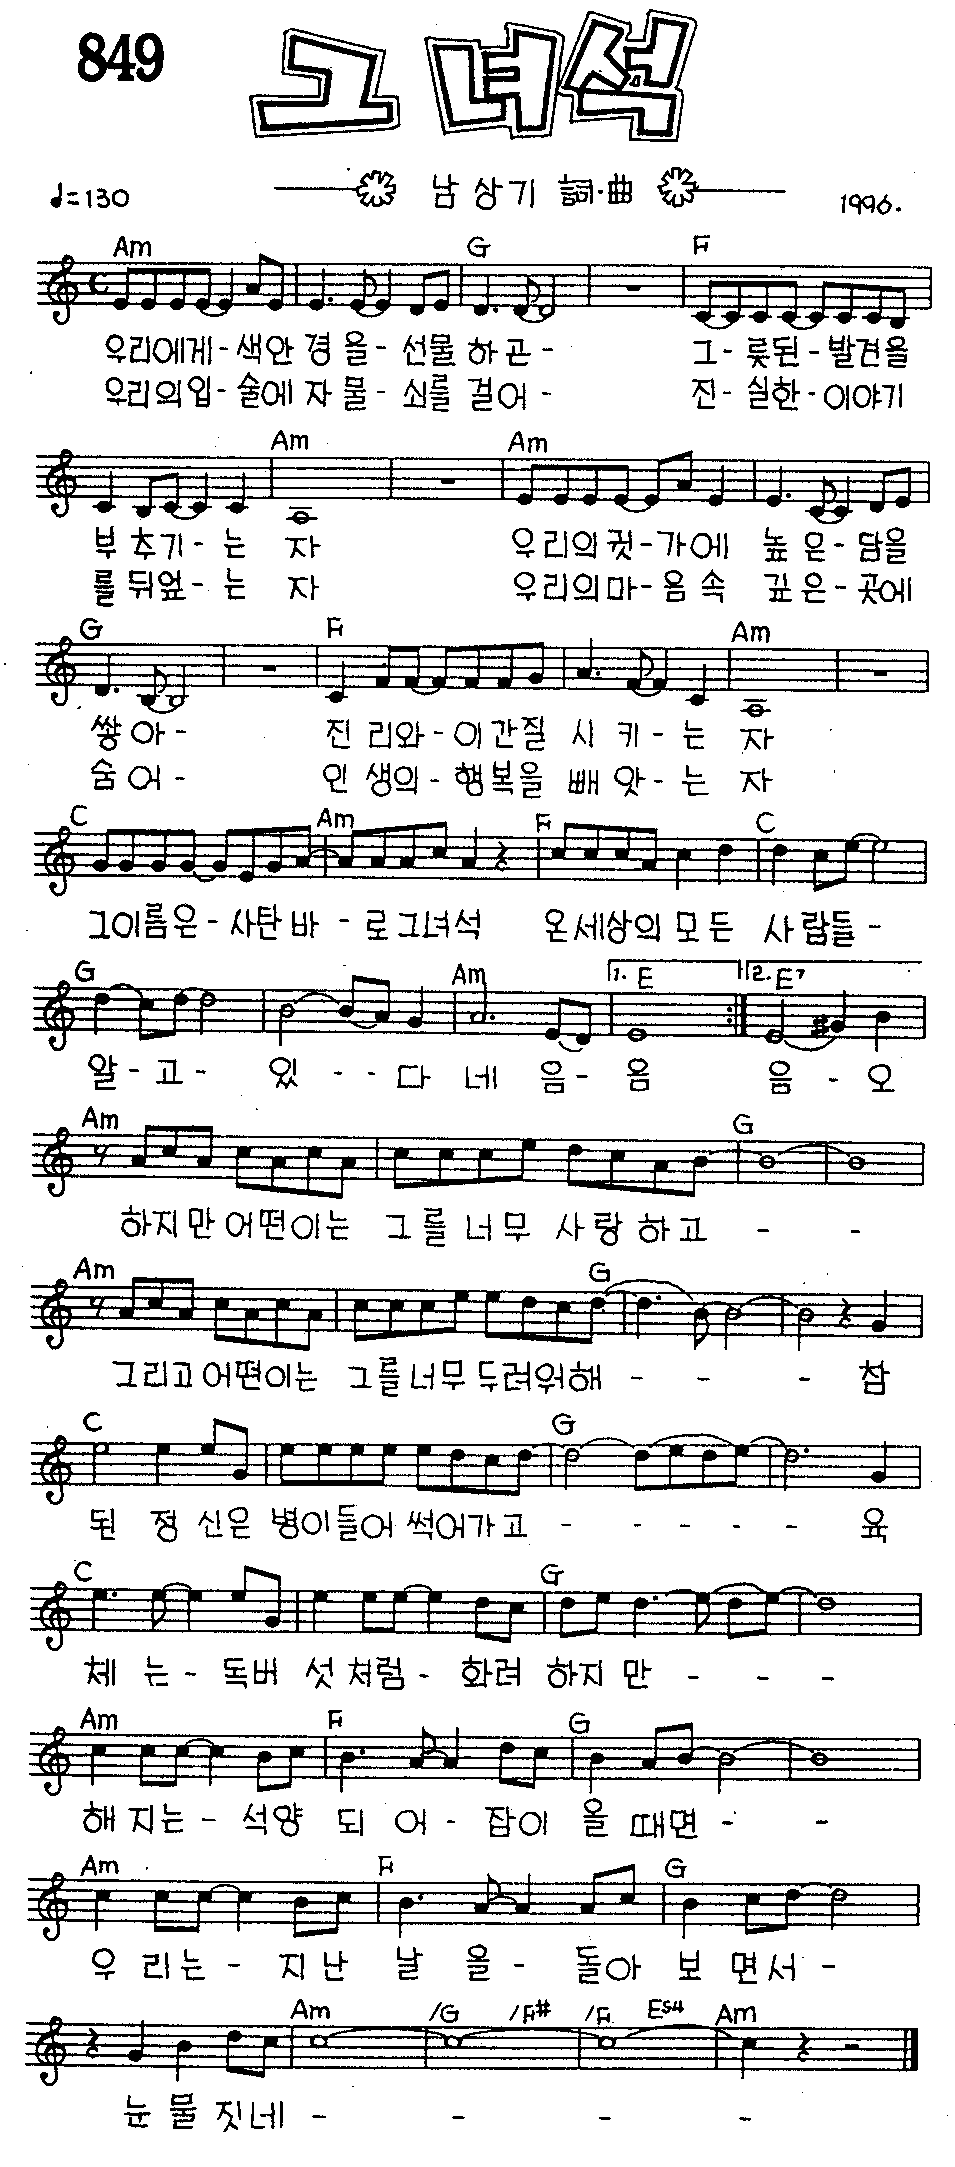 849
그 녀석
♩=130
남상기 詞·曲
1996.
Am G F
우리에게-색안경을-선물하곤- 그-릇된-발견을
우리의입-술에자물-쇠를걸어- 진-실한-이야기
Am Am
부추기-는 자 우리의귓-가에 높은-담을
를뒤엎-는 자 우리의마-음속 깊은-곳에
G F Am
쌓아- 진리와-이간질 시키-는 자
숨어- 인생의-행복을 빼앗-는 자
C Am F C
그이름은-사탄바-로그녀석 온세상의모든 사람들-
G Am 1. E 2. E7
알-고- 있--다네 음-음 음-오
Am G
하지만어떤이는 그를너무 사랑하고 - -
Am G
그리고어떤이는 그를너무두려워해 - - - 참
C G
된 정신은 병이들어썩어가고 - - - - - 육
C G
체는-독버섯처럼-화려하지만 - - -
Am F G
해지는-석양되어-잡이을때면- -
Am F G
우리는-지난날을-돌아보면서-
Am /G /F# /F Es4 Am
눈물짓네 - - - -